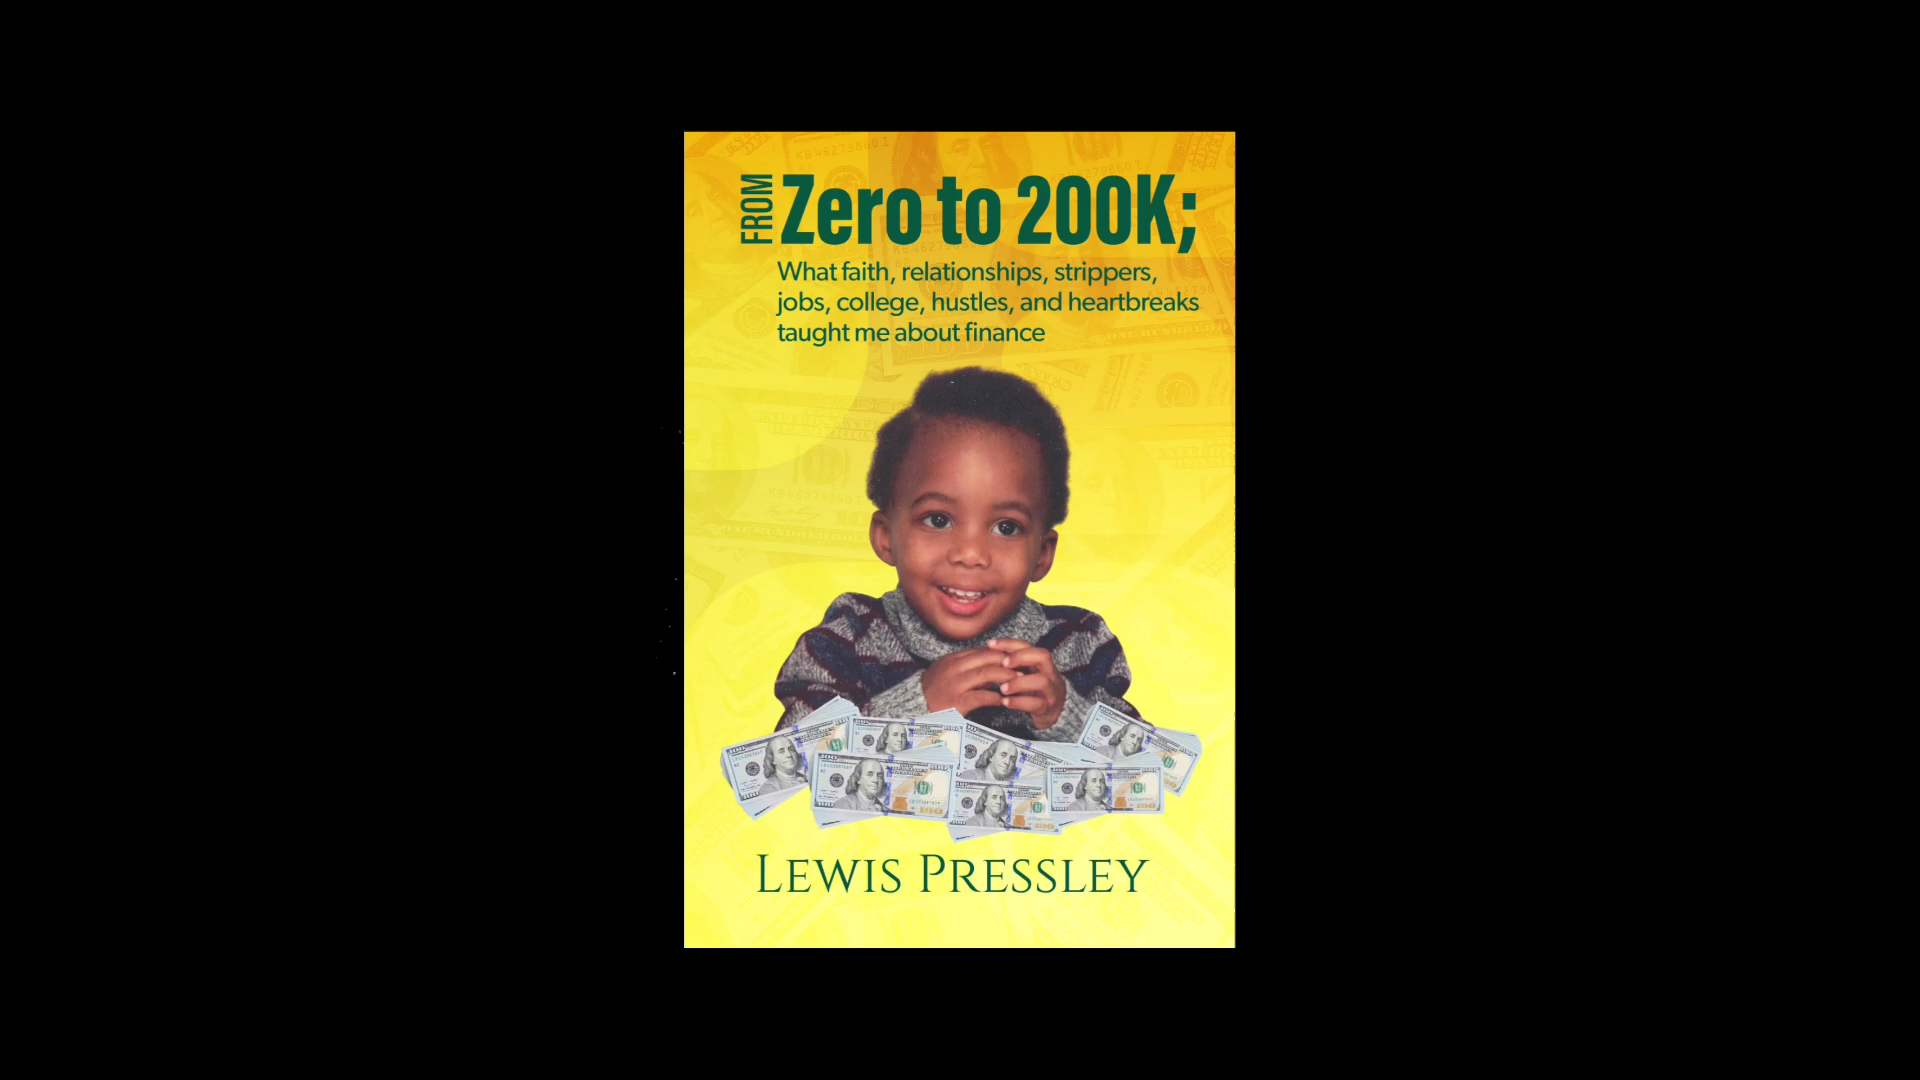 FROM Zero to 200K;
What faith, relationships, strippers,
jobs, college, hustles, and heartbreaks
taught me about finance
LEWIS PRESSLEY